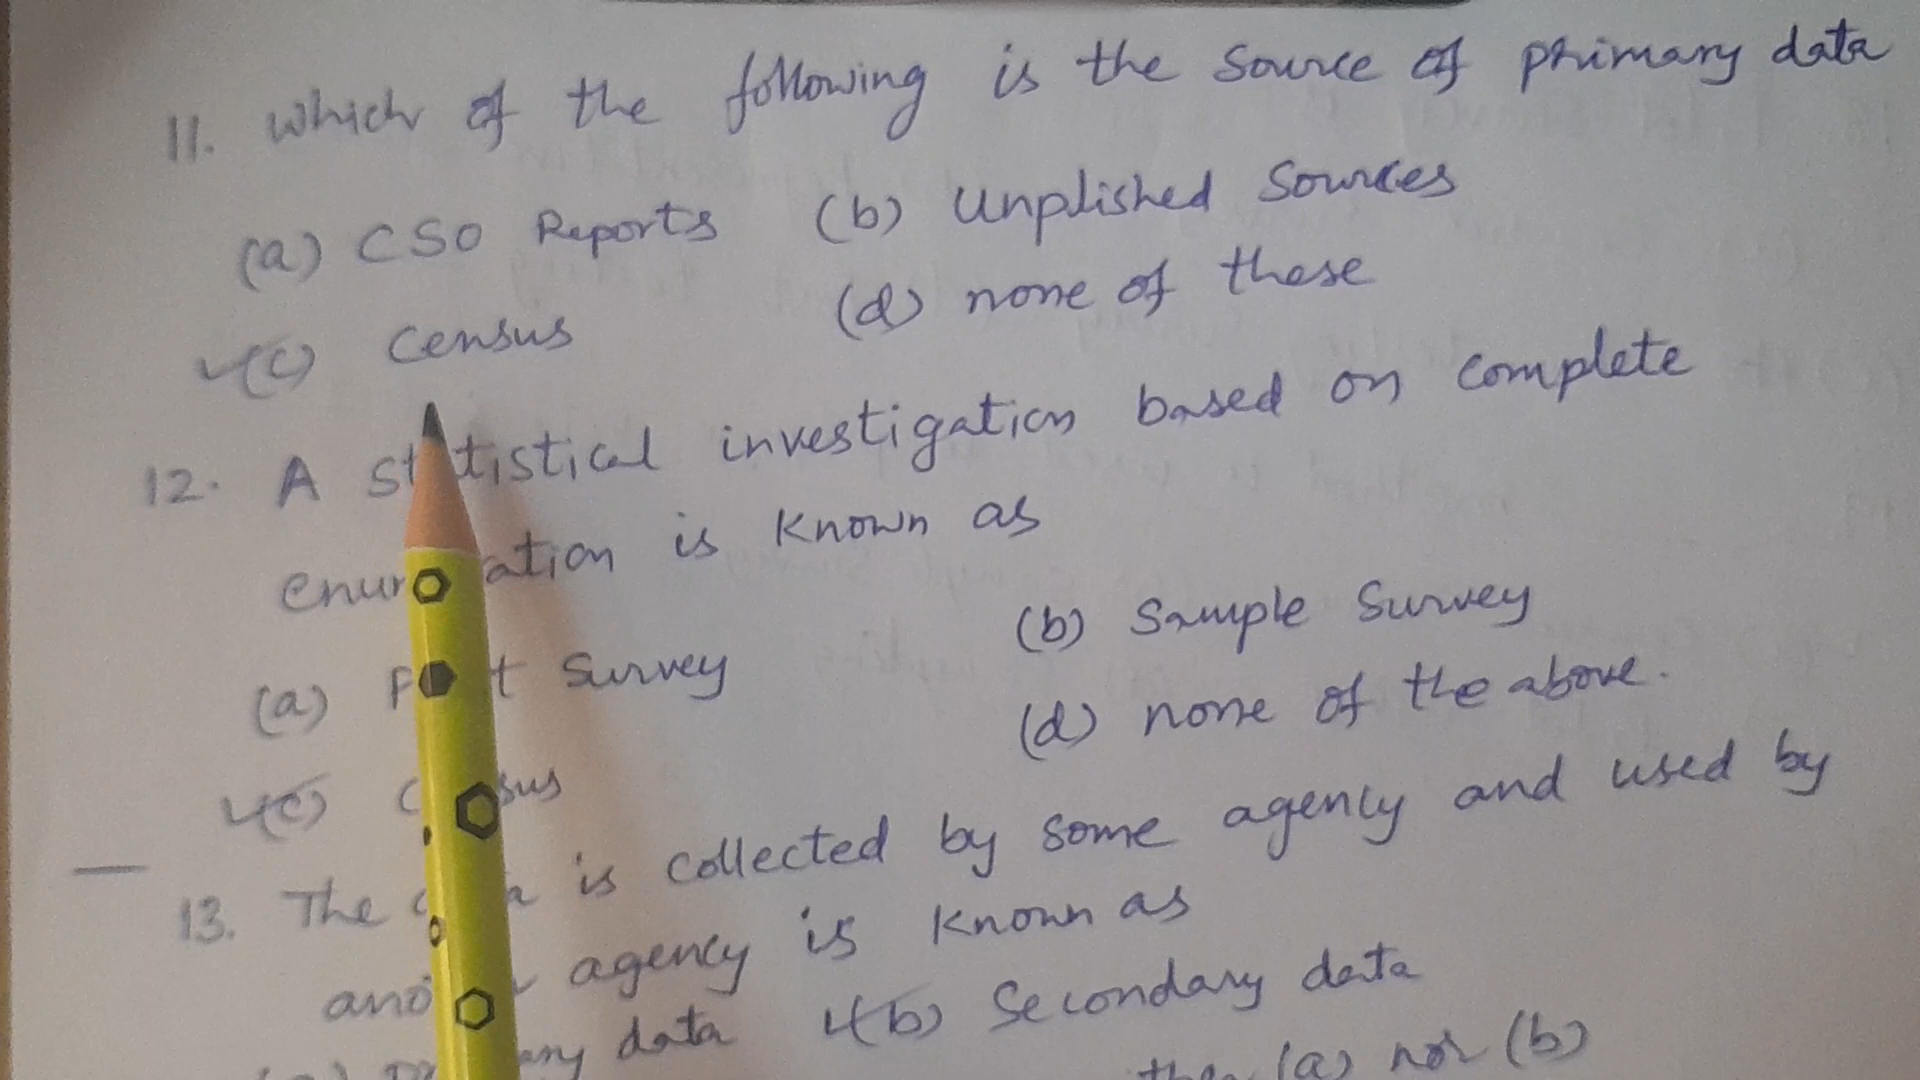 11. Which of the following is the source of primary data
(a) CSO Reports (b) Unplished Sources
(c) Census (d) none of these
12. A statistical investigation based on complete
is known as
(a) Survey (b) Sample Survey
(c) (d) none of the above.
13. The is collected by some agency and used by
agency is known as
data (b) Secondary data
(a) nor (b)